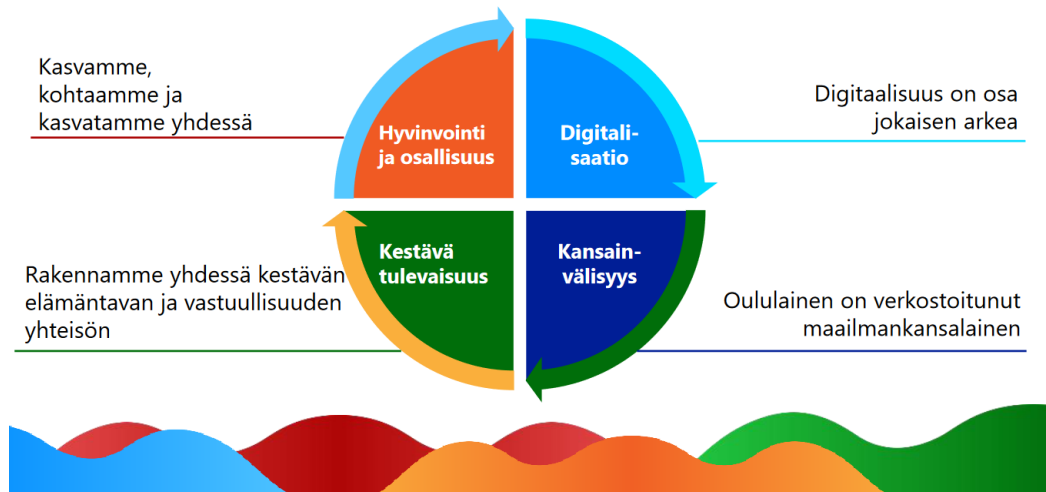 Kasvamme,
kohtaamme ja
kasvatamme yhdessä
Hyvinvointi
ja osallisuus
Digitali-
saatio
Digitaalisuus on osa
jokaisen arkea
Rakennamme yhdessä kestävän
elämäntavan ja vastuullisuuden
yhteisön
Kestävä
tulevaisuus
Kansain-
välisyys
Oululainen on verkostoitunut
maailmankansalainen